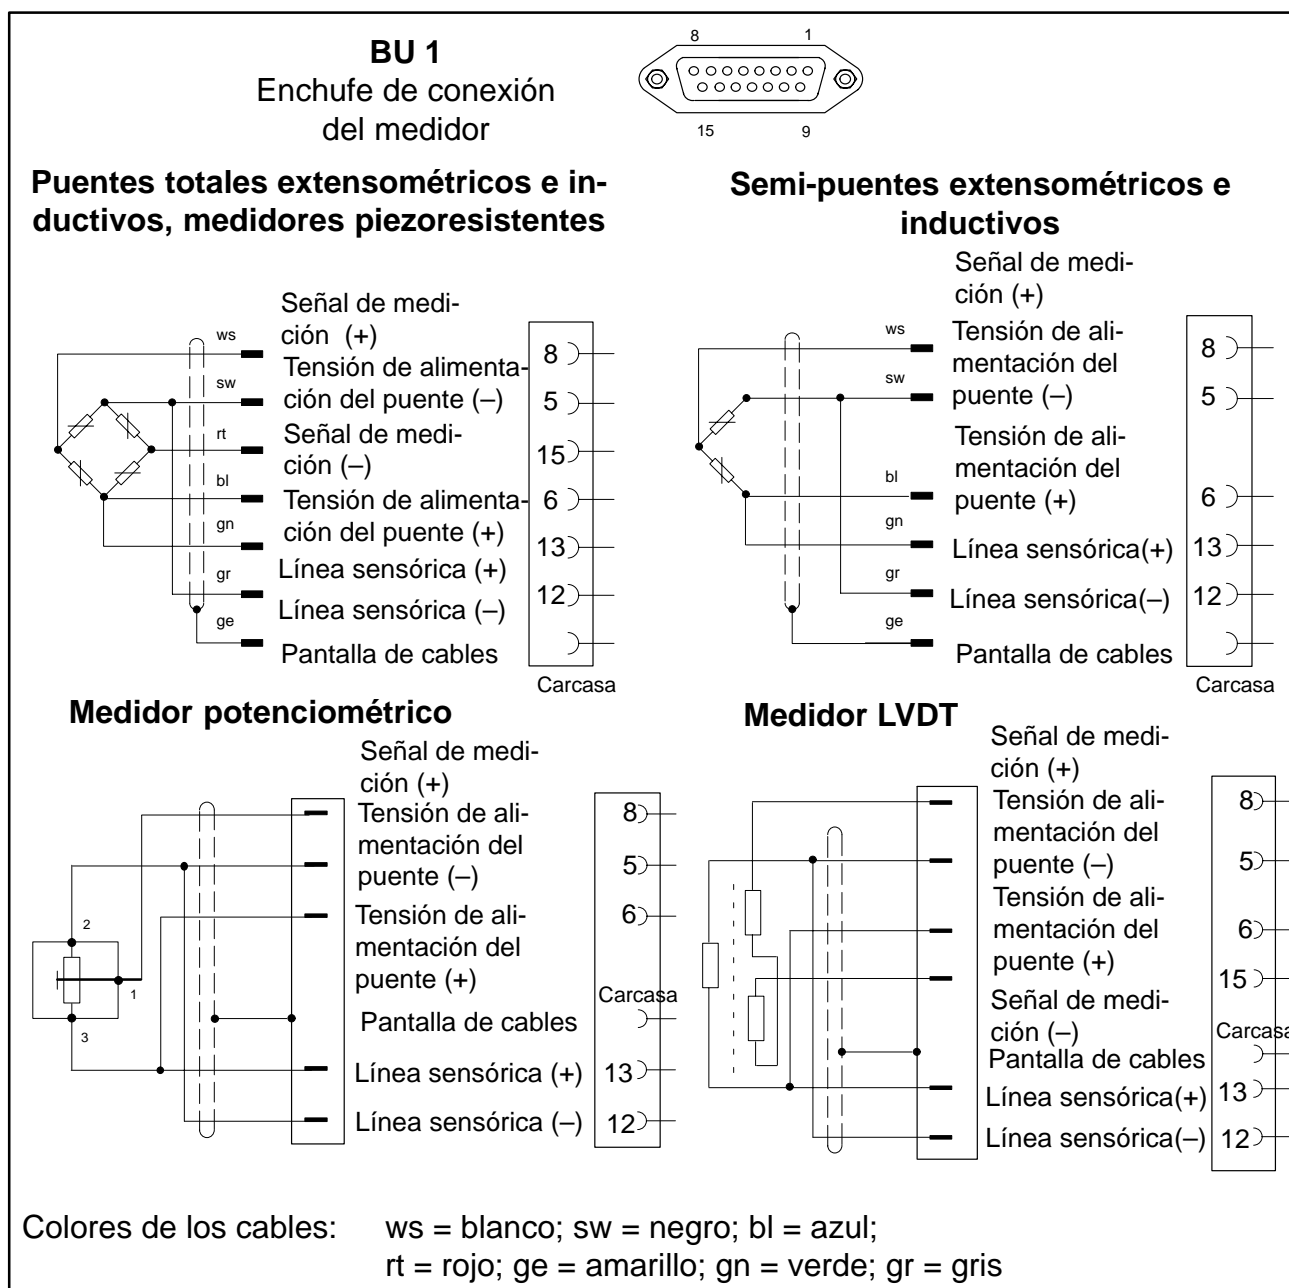 BU 1
Enchufe de conexión
del medidor
8 1
15 9
Puentes totales extensométricos e in-
ductivos, medidores piezoresistentes
Señal de medi-
ción (+)
Tensión de alimenta-
ción del puente (–)
Señal de medi-
ción (–)
Tensión de alimenta-
ción del puente (+)
Línea sensórica (+)
Línea sensórica (–)
Pantalla de cables
ws
sw
rt
bl
gn
gr
ge
8
5
15
6
13
12
Carcasa
Semi-puentes extensométricos e
inductivos
Señal de medi-
ción (+)
Tensión de ali-
mentación del
puente (–)
Tensión de ali-
mentación del
puente (+)
Línea sensórica(+)
Línea sensórica(–)
Pantalla de cables
ws
sw
bl
gn
gr
ge
8
5
6
13
12
Carcasa
Medidor potenciométrico
Señal de medi-
ción (+)
Tensión de ali-
mentación del
puente (–)
Tensión de ali-
mentación del
puente (+)
Pantalla de cables
Línea sensórica (+)
Línea sensórica (–)
2
1
3
8
5
6
Carcasa
13
12
Medidor LVDT
Señal de medi-
ción (+)
Tensión de ali-
mentación del
puente (–)
Tensión de ali-
mentación del
puente (+)
Señal de medi-
ción (–)
Pantalla de cables
Línea sensórica(+)
Línea sensórica(–)
8
5
6
15
Carcasa
13
12
Colores de los cables: ws = blanco; sw = negro; bl = azul;
rt = rojo; ge = amarillo; gn = verde; gr = gris